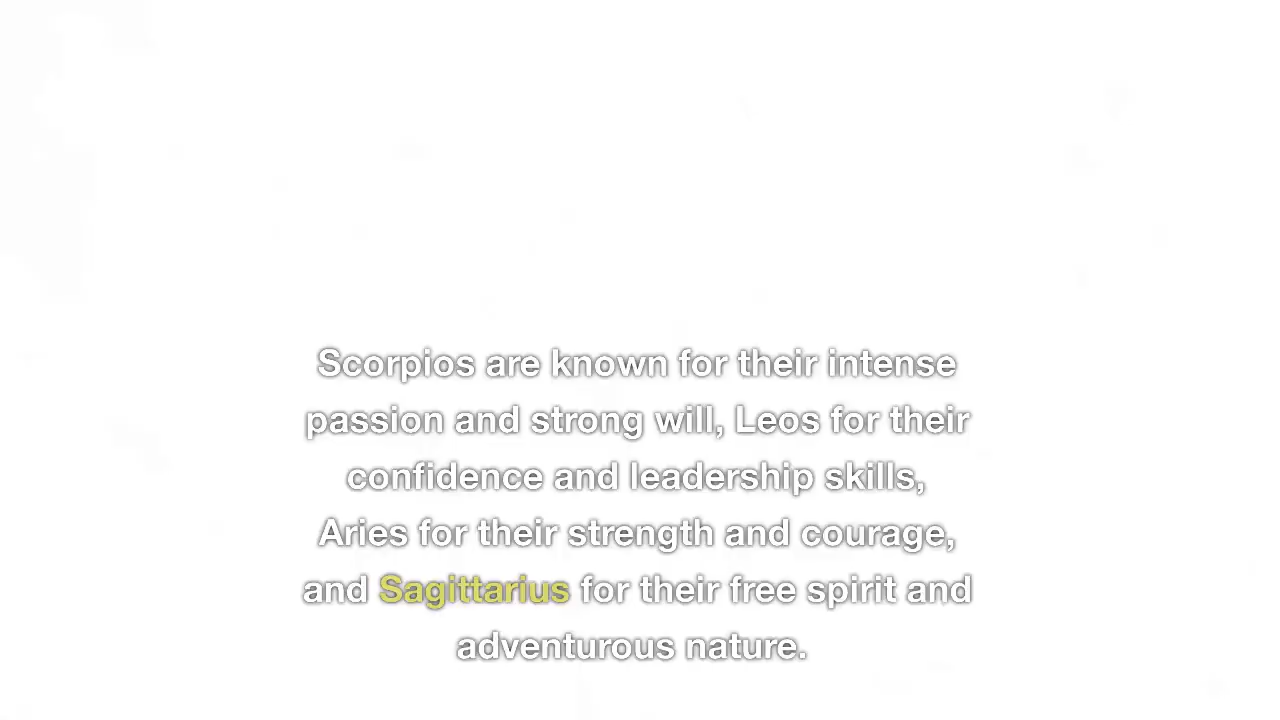 Scorpios are known for their intense
passion and strong will, Leos for their
confidence and leadership skills,
Aries for their strength and courage,
and Sagittarius for their free spirit and
adventurous nature.